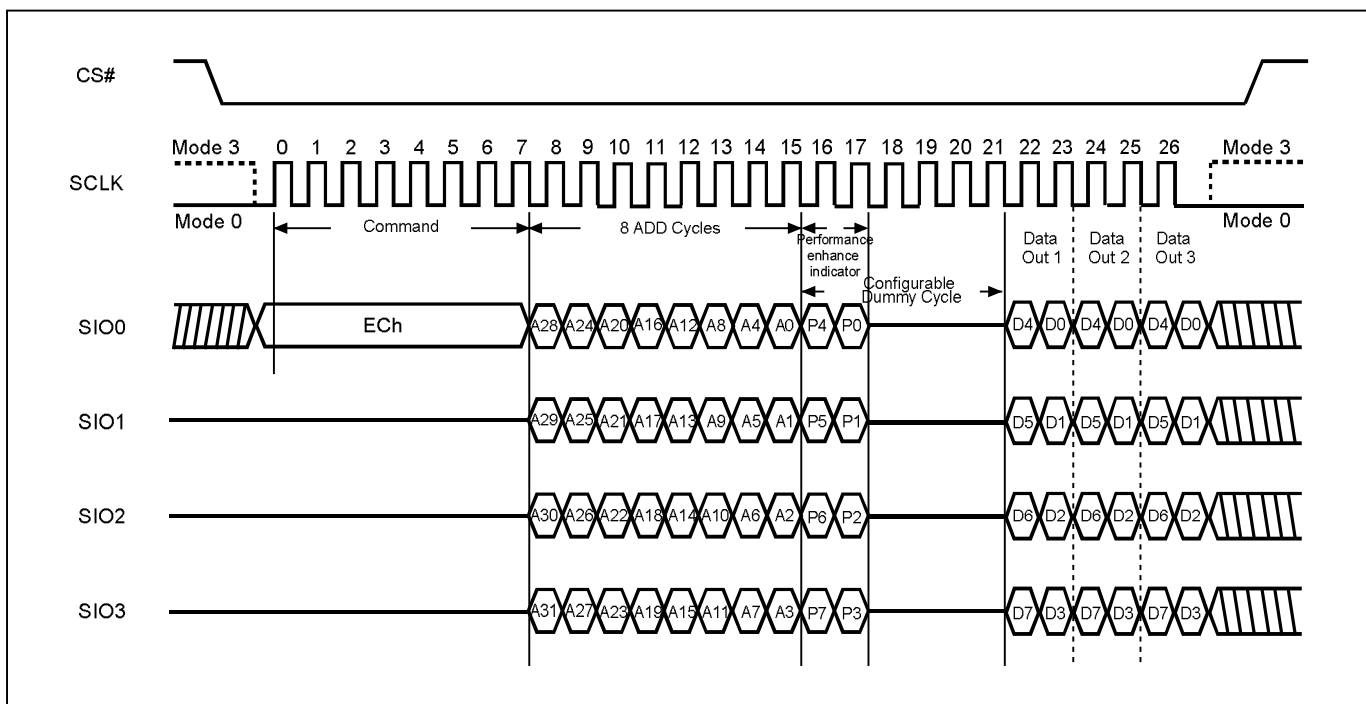 CS#
Mode 3 0 1 2 3 4 5 6 7 8 9 10 11 12 13 14 15 16 17 18 19 20 21 22 23 24 25 26 Mode 3
SCLK
Mode 0 Mode 0
Command 8 ADD Cycles
Performance
enhance
indicator
Data
Out 1
Data
Out 2
Data
Out 3
Configurable
Dummy Cycle
SIO0 ECh A28 A24 A20 A16 A12 A8 A4 A0 P4 P0 D4 D0 D4 D0 D4 D0
SIO1 A29 A25 A21 A17 A13 A9 A5 A1 P5 P1 D5 D1 D5 D1 D5 D1
SIO2 A30 A26 A22 A18 A14 A10 A6 A2 P6 P2 D6 D2 D6 D2 D6 D2
SIO3 A31 A27 A23 A19 A15 A11 A7 A3 P7 P3 D7 D3 D7 D3 D7 D3